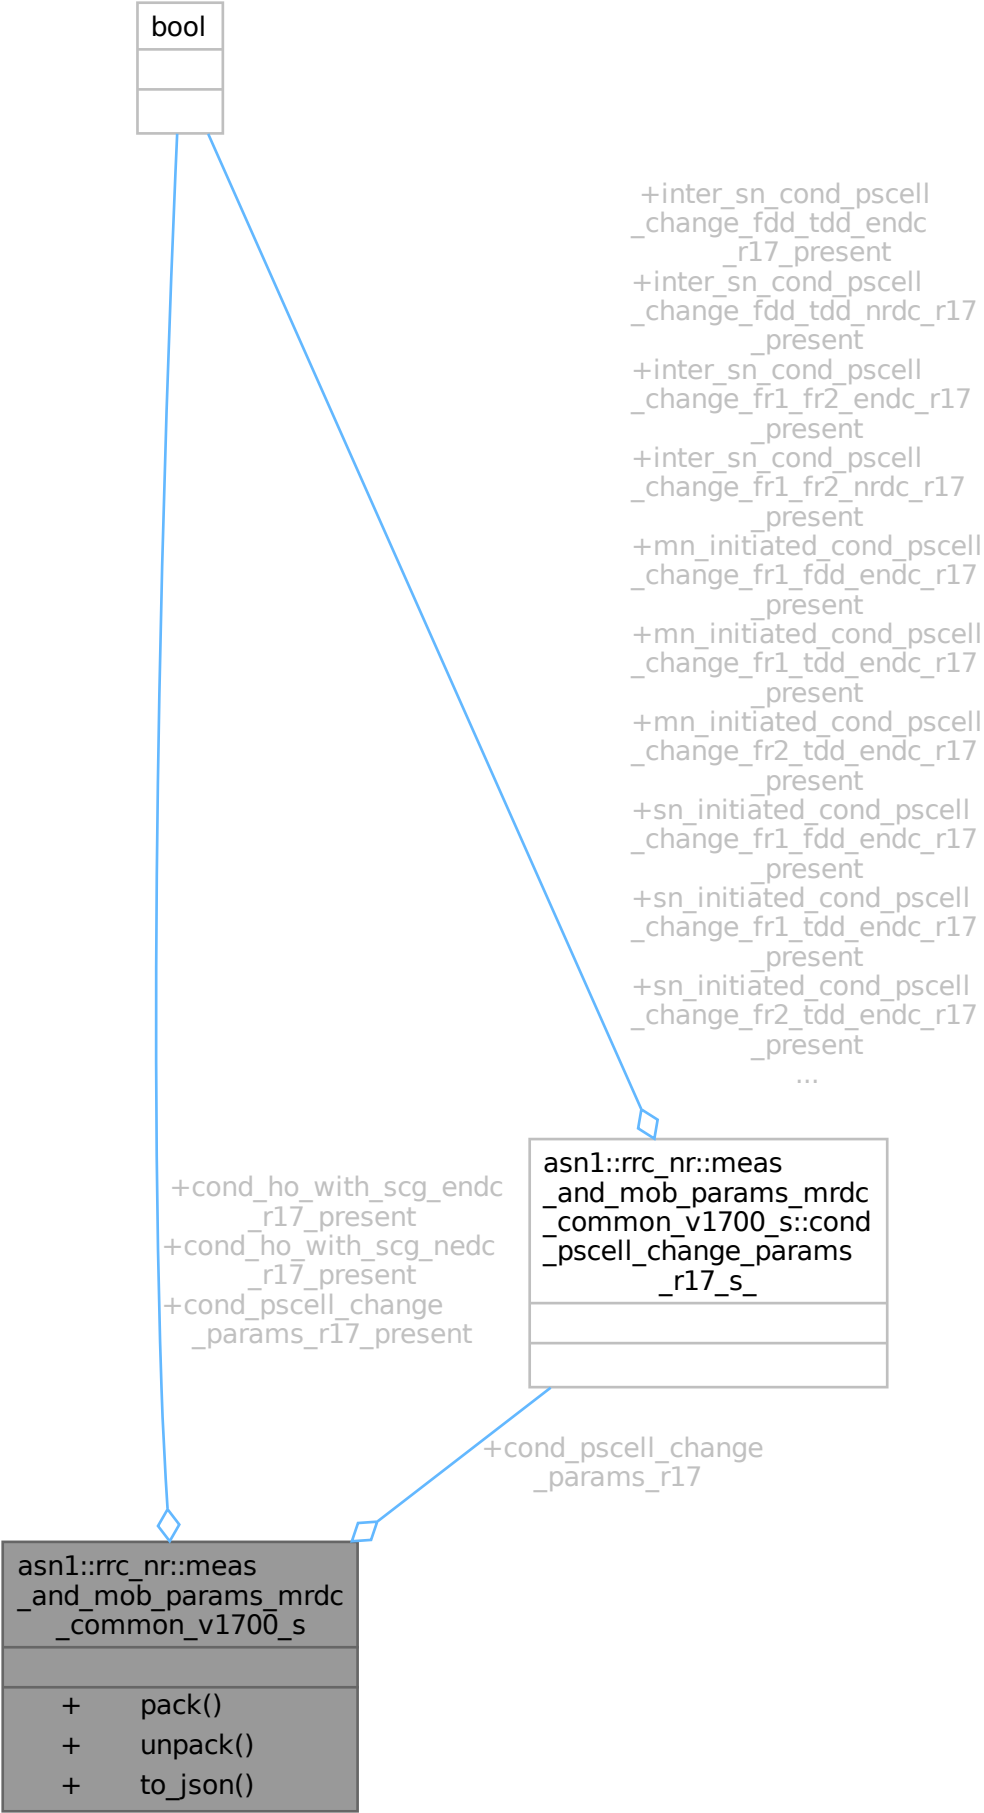 bool
+inter_sn_cond_pscell
_change_fdd_tdd_endc
_r17_present
+inter_sn_cond_pscell
_change_fdd_tdd_nrdc_r17
_present
+inter_sn_cond_pscell
_change_fr1_fr2_endc_r17
_present
+inter_sn_cond_pscell
_change_fr1_fr2_nrdc_r17
_present
+mn_initiated_cond_pscell
_change_fr1_fdd_endc_r17
_present
+mn_initiated_cond_pscell
_change_fr1_tdd_endc_r17
_present
+mn_initiated_cond_pscell
_change_fr2_tdd_endc_r17
_present
+sn_initiated_cond_pscell
_change_fr1_fdd_endc_r17
_present
+sn_initiated_cond_pscell
_change_fr1_tdd_endc_r17
_present
+sn_initiated_cond_pscell
_change_fr2_tdd_endc_r17
_present
...
asn1::rrc_nr::meas
_and_mob_params_mrdc
_common_v1700_s::cond
_pscell_change_params
_r17_s_
+cond_ho_with_scg_endc
_r17_present
+cond_ho_with_scg_nedc
_r17_present
+cond_pscell_change
_params_r17_present
+cond_pscell_change
_params_r17
asn1::rrc_nr::meas
_and_mob_params_mrdc
_common_v1700_s
+ pack()
+ unpack()
+ to_json()